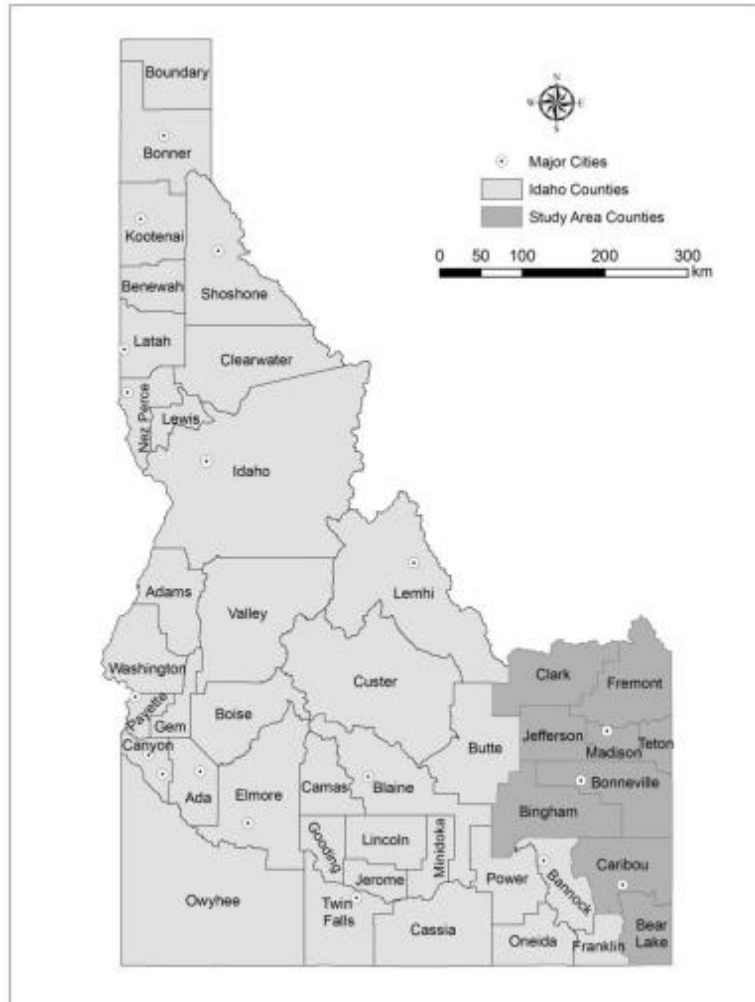 Boundary
N
W
E
S
Bonner
Major Cities
Idaho Counties
Study Area Counties
Kootenai
0 50 100 200 300
km
Benewah
Shoshone
Latah
Clearwater
Nez Perce
Lewis
Idaho
Adams
Lemhi
Valley
Washington
Custer
Clark
Fremont
Payette
Gem
Boise
Butte
Jefferson
Madison
Teton
Canyon
Ada
Elmore
Camas
Blaine
Bonneville
Bingham
Gooding
Lincoln
Minidoka
Jerome
Power
Bannock
Caribou
Owyhee
Twin
Falls
Cassia
Oneida
Franklin
Bear
Lake